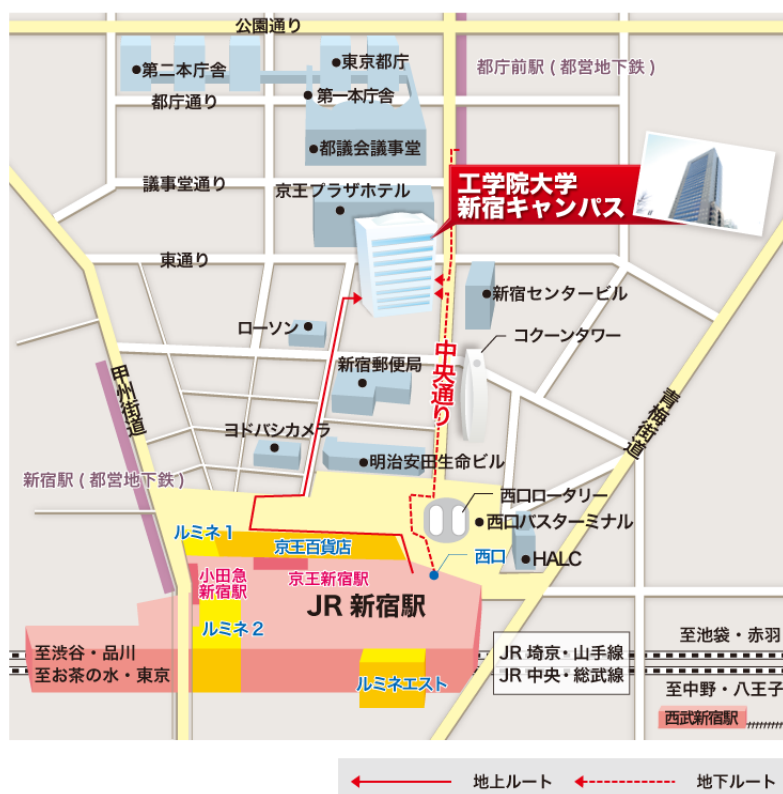 公園通り
第二本庁舎
東京都庁
都庁前駅(都営地下鉄)
第一本庁舎
都庁通り
都議会議事堂
議事堂通り
京王プラザホテル
工学院大学
新宿キャンパス
東通り
新宿センタービル
ローソン
コクーンタワー
中央通り
新宿郵便局
甲州街道
青梅街道
ヨドバシカメラ
明治安田生命ビル
新宿駅(都営地下鉄)
西口ロータリー
西口バスターミナル
ルミネ1
京王百貨店
西口
HALC
小田急
新宿駅
京王新宿駅
JR 新宿駅
ルミネ2
至渋谷・品川
至お茶の水・東京
JR 埼京・山手線
JR 中央・総武線
至池袋・赤羽
至中野・八王子
ルミネエスト
西武新宿駅
地上ルート
地下ルート